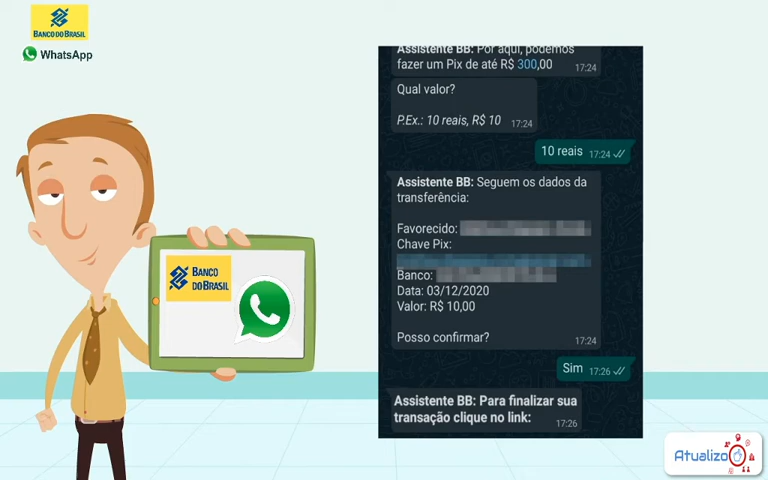 BANCO DO BRASIL
WhatsApp
BANCO
DO BRASIL
Assistente BB: Por aqui, podemos
fazer um Pix de até R$ 300,00
17:24
Qual valor?
P.Ex.: 10 reais, R$ 10
17:24
10 reais
17:24
Assistente BB: Seguem os dados da
transferência:
Favorecido:
Chave Pix:
Banco:
Data: 03/12/2020
Valor: R$ 10,00
Posso confirmar?
17:24
Sim
17:26
Assistente BB: Para finalizar sua
transação clique no link:
17:26
Atualizo